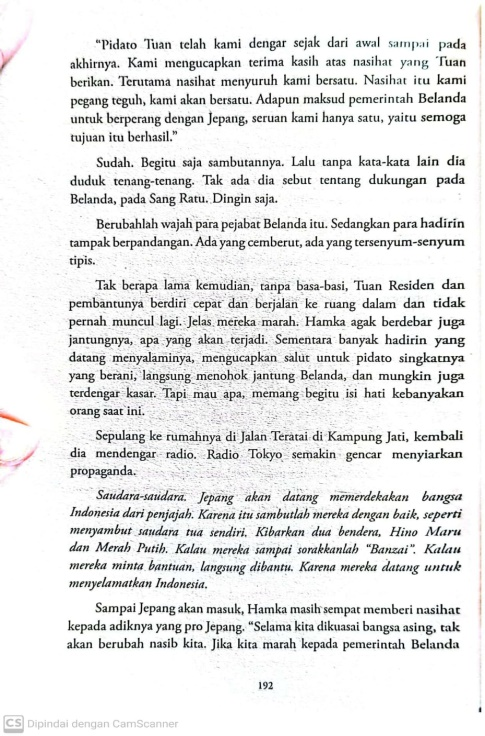 "Pidato Tuan telah kami dengar sejak dari awal sampai pada
akhirnya. Kami mengucapkan terima kasih atas nasihat yang Tuan
berikan. Terutama nasihat menyuruh kami bersatu. Nasihat itu kami
pegang teguh, kami akan bersatu. Adapun maksud pemerintah Belanda
untuk berperang dengan Jepang, seruan kami hanya satu, yaitu semoga
tujuan itu berhasil."
Sudah. Begitu saja sambutannya. Lalu tanpa kata-kata lain dia
duduk tenang-tenang. Tak ada dia sebut tentang dukungan pada
Belanda, pada Sang Ratu. Dingin saja.
Berubahlah wajah para pejabat Belanda itu. Sedangkan para hadirin
tampak berpandangan. Ada yang cemberut, ada yang tersenyum-senyum
tipis.
Tak berapa lama kemudian, tanpa basa-basi, Tuan Residen dan
pembantunya berdiri cepat dan berjalan ke ruang dalam dan tidak
pernah muncul lagi. Jelas mereka marah. Hamka agak berdebar juga
jantungnya, apa yang akan terjadi. Sementara banyak hadirin yang
datang menyalaminya, mengucapkan salut untuk pidato singkatnya
yang berani, langsung menohok jantung Belanda, dan mungkin juga
terdengar kasar. Tapi mau apa, memang begitu isi hati kebanyakan
orang saat ini.
Sepulang ke rumahnya di Jalan Teratai di Kampung Jati, kembali
dia mendengar radio. Radio Tokyo semakin gencar menyiarkan
propaganda.
Saudara-saudara. Jepang akan datang memerdekakan bangsa
Indonesia dari penjajah. Karena itu sambutlah mereka dengan baik, seperti
menyambut saudara tua sendiri. Kibarkan dua bendera, Hino Maru
dan Merah Putih. Kalau mereka sampai sorakkanlah "Banzai". Kalau
mereka minta bantuan, langsung dibantu. Karena mereka datang untuk
menyelamatkan Indonesia.
Sampai Jepang akan masuk, Hamka masih sempat memberi nasihat
kepada adiknya yang pro Jepang. "Selama kita dikuasai bangsa asing, tak
akan berubah nasib kita. Jika kita marah kepada pemerintah Belanda
192
CS Dipindai dengan CamScanner